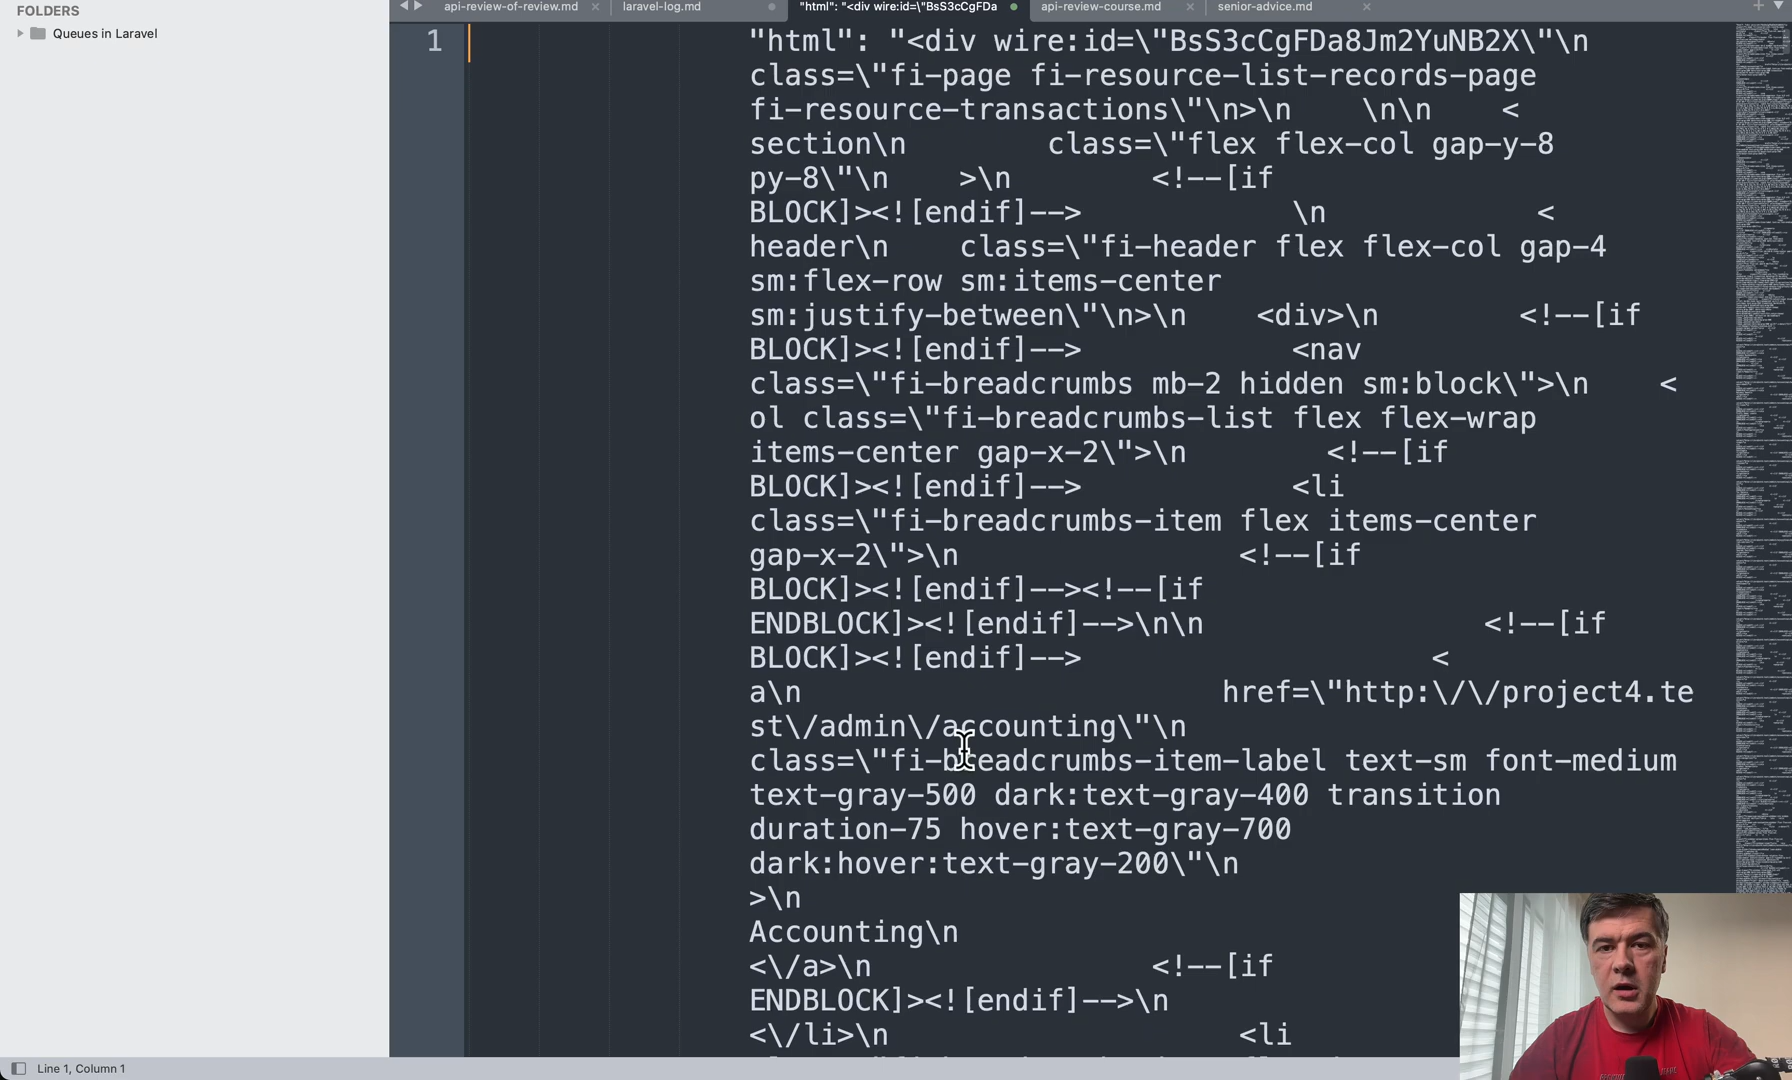 FOLDERS
Queues in Laravel
api-review-of-review.md
laravel-log.md
"html": "<div wire:id=\"BsS3cCgFDa
api-review-course.md
senior-advice.md
1
"html": "<div wire:id=\"BsS3cCgFDa8Jm2YuNB2X\"\n
class=\"fi-page fi-resource-list-records-page
fi-resource-transactions\"\n>\n    \n\n    <
section\n        class=\"flex flex-col gap-y-8
py-8\"\n    >\n        <!--[if
BLOCK]><![endif]-->            \n            <
header\n    class=\"fi-header flex flex-col gap-4
sm:flex-row sm:items-center
sm:justify-between\"\n>\n    <div>\n        <!--[if
BLOCK]><![endif]-->            <nav
class=\"fi-breadcrumbs mb-2 hidden sm:block\">\n    <
ol class=\"fi-breadcrumbs-list flex flex-wrap
items-center gap-x-2\">\n        <!--[if
BLOCK]><![endif]-->            <li
class=\"fi-breadcrumbs-item flex items-center
gap-x-2\">\n                <!--[if
BLOCK]><![endif]--><!--[if
ENDBLOCK]><![endif]-->\n\n                <!--[if
BLOCK]><![endif]-->                    <
a\n                        href=\"http:\/\/project4.te
st\/admin\/accounting\"\n
class=\"fi-breadcrumbs-item-label text-sm font-medium
text-gray-500 dark:text-gray-400 transition
duration-75 hover:text-gray-700
dark:hover:text-gray-200\"\n
>\n
Accounting\n
<\/a>\n                <!--[if
ENDBLOCK]><![endif]-->\n
<\/li>\n                    <li
Line 1, Column 1